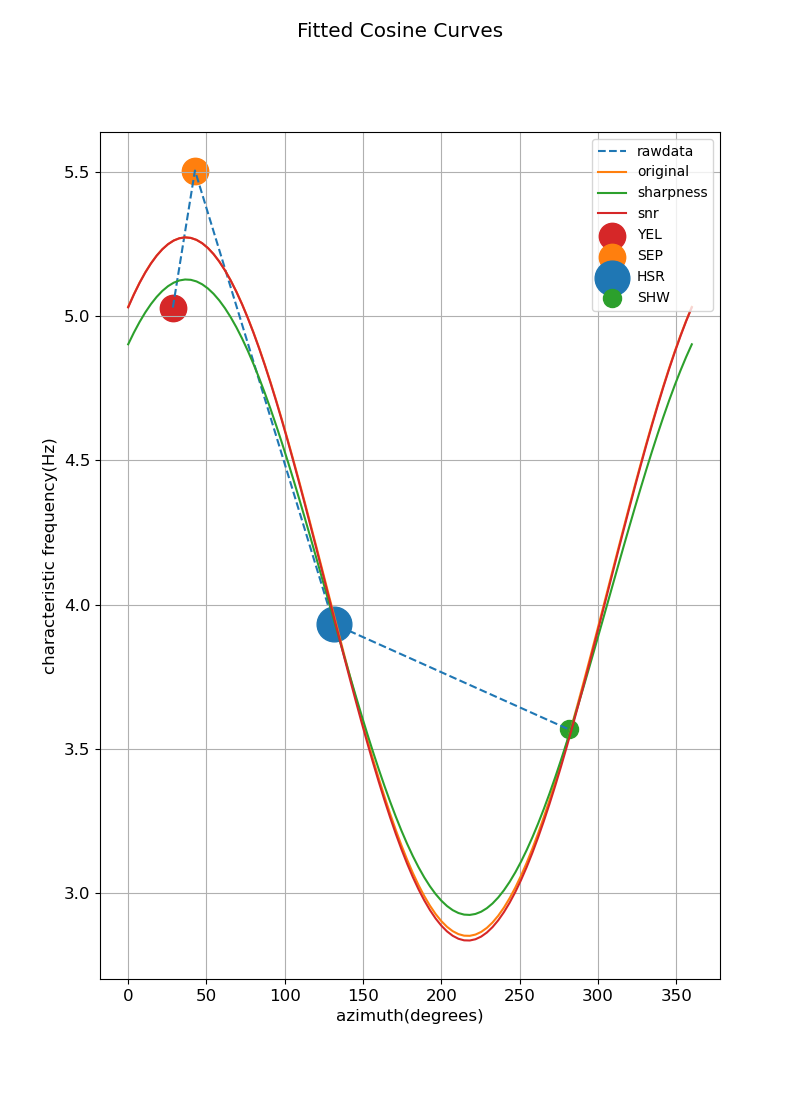 Fitted Cosine Curves
rawdata
original
sharpness
snr
YEL
SEP
HSR
SHW
characteristic frequency(Hz)
5.5
5.0
4.5
4.0
3.5
3.0
0 50 100 150 200 250 300 350
azimuth(degrees)